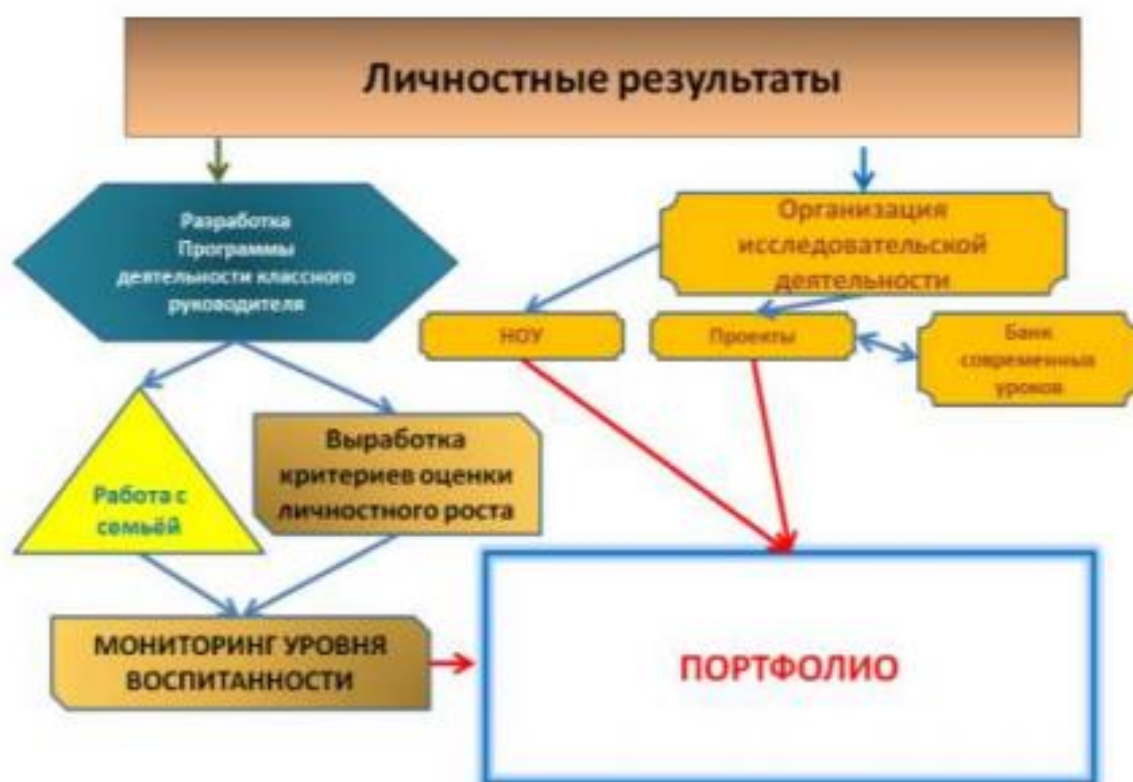 Личностные результаты
Разработка
Программы
деятельности классного
руководителя
Организация
исследовательской
деятельности
НОУ
Проекты
Банк
современных
уроков
Работа с
семьёй
Выработка
критериев оценки
личностного роста
МОНИТОРИНГ УРОВНЯ
ВОСПИТАННОСТИ
ПОРТФОЛИО